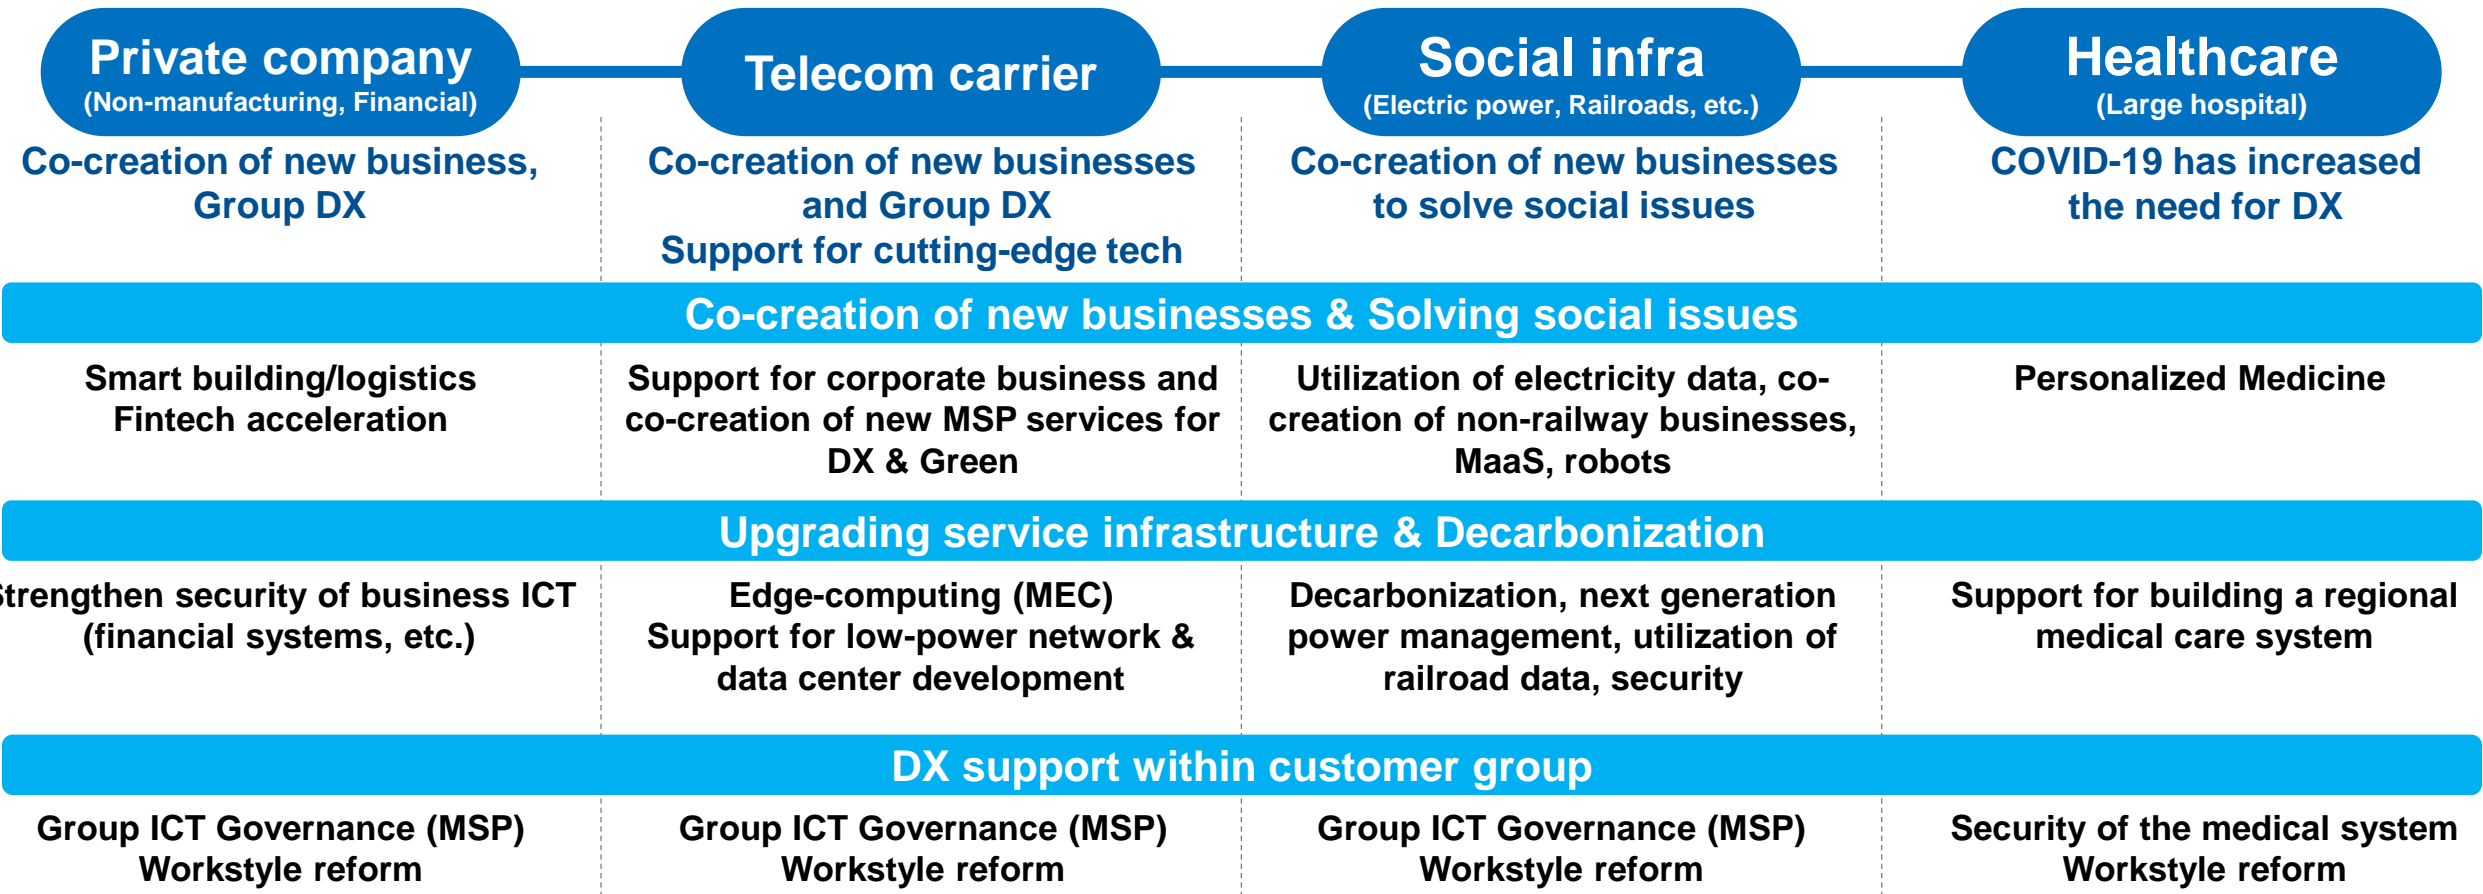 Private company
(Non-manufacturing, Financial)
Telecom carrier
Social infra
(Electric power, Railroads, etc.)
Healthcare
(Large hospital)
Co-creation of new business,
Group DX
Co-creation of new businesses
and Group DX
Support for cutting-edge tech
Co-creation of new businesses
to solve social issues
COVID-19 has increased
the need for DX
Co-creation of new businesses & Solving social issues
Smart building/logistics
Fintech acceleration
Support for corporate business and
co-creation of new MSP services for
DX & Green
Utilization of electricity data, co-
creation of non-railway businesses,
MaaS, robots
Personalized Medicine
Upgrading service infrastructure & Decarbonization
Strengthen security of business ICT
(financial systems, etc.)
Edge-computing (MEC)
Support for low-power network &
data center development
Decarbonization, next generation
power management, utilization of
railroad data, security
Support for building a regional
medical care system
DX support within customer group
Group ICT Governance (MSP)
Workstyle reform
Group ICT Governance (MSP)
Workstyle reform
Group ICT Governance (MSP)
Workstyle reform
Security of the medical system
Workstyle reform